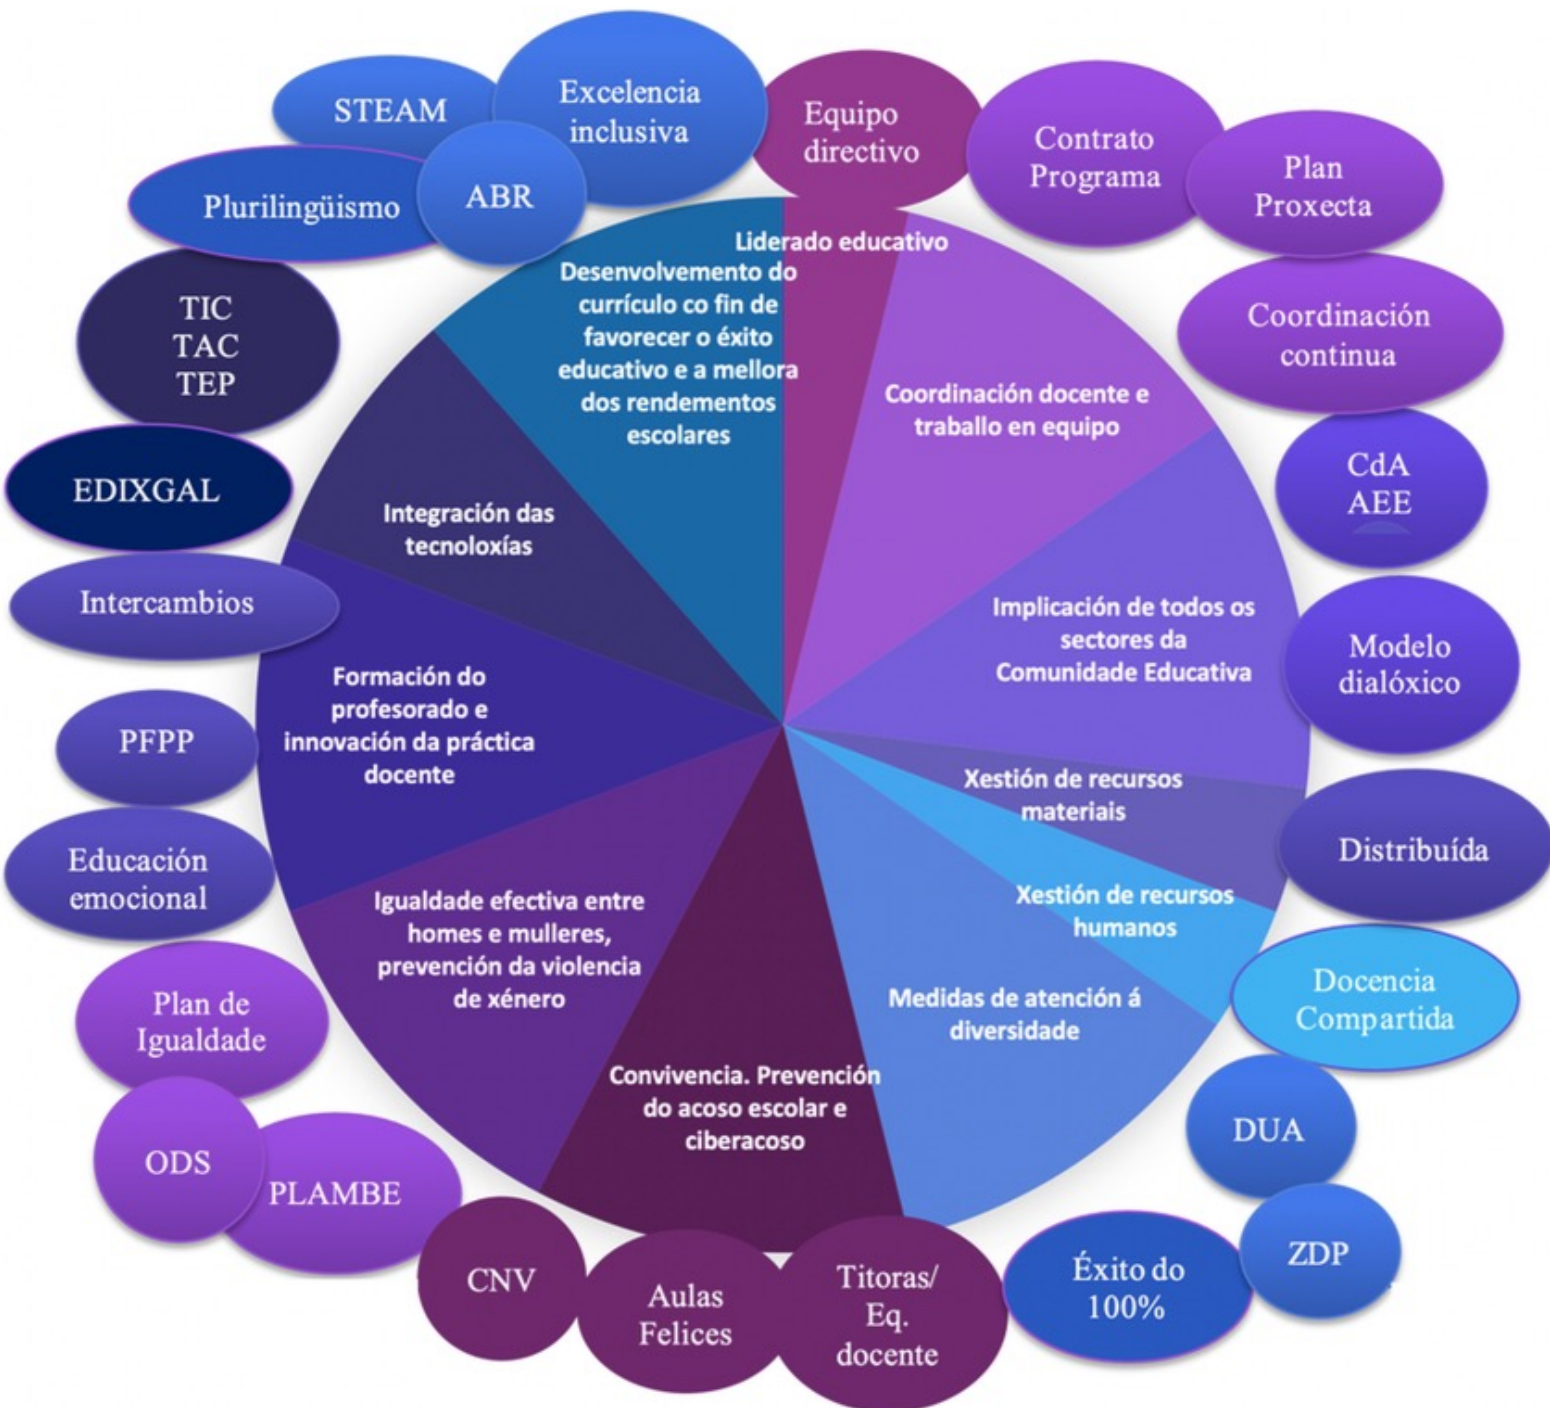 STEAM
Excelencia
inclusiva
Equipo
directivo
Contrato
Programa
Plan
Proxecta
Plurilingüismo
ABR
Coordinación
continua
TIC
TAC
TEP
CdA
AEE
EDIXGAL
Modelo
dialóxico
Intercambios
PFPP
Distribuída
Educación
emocional
Docencia
Compartida
Plan de
Igualdade
DUA
ODS
PLAMBE
ZDP
CNV
Aulas
Felices
Titoras/
Eq.
docente
Éxito do
100%
Liderado educativo
Desenvolvemento do
currículo co fin de
favorecer o éxito
educativo e a mellora
dos rendementos
escolares
Coordinación docente e
traballo en equipo
Integración das
tecnoloxías
Implicación de todos os
sectores da
Comunidade Educativa
Formación do
profesorado e
innovación da práctica
docente
Xestión de recursos
materiais
Xestión de recursos
humanos
Igualdade efectiva entre
homes e mulleres,
prevención da violencia
de xénero
Medidas de atención á
diversidade
Convivencia. Prevención
do acoso escolar e
ciberacoso